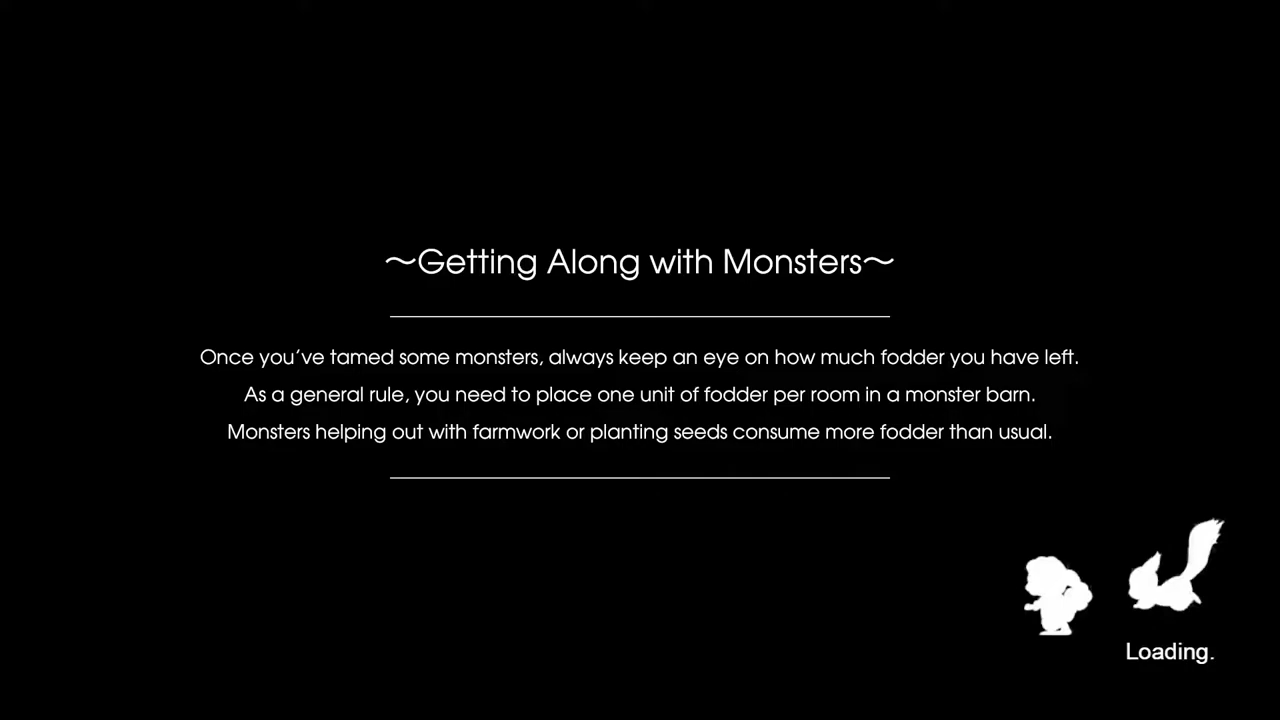 ～Getting Along with Monsters～
Once you've tamed some monsters, always keep an eye on how much fodder you have left.
As a general rule, you need to place one unit of fodder per room in a monster barn.
Monsters helping out with farmwork or planting seeds consume more fodder than usual.
Loading.